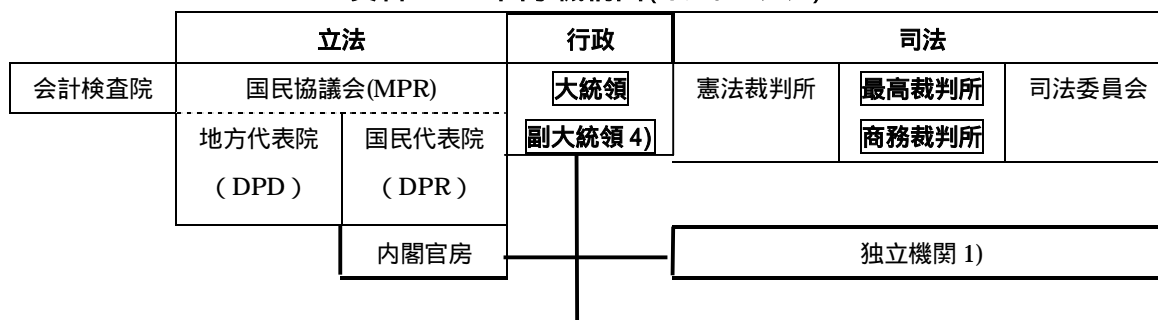 立法 行政 司法
会計検査院 国民協議会(MPR) 大統領 憲法裁判所 最高裁判所 司法委員会
地方代表院 国民代表院 副大統領 4) 商務裁判所
(DPD) (DPR)
内閣官房 独立機関 1)